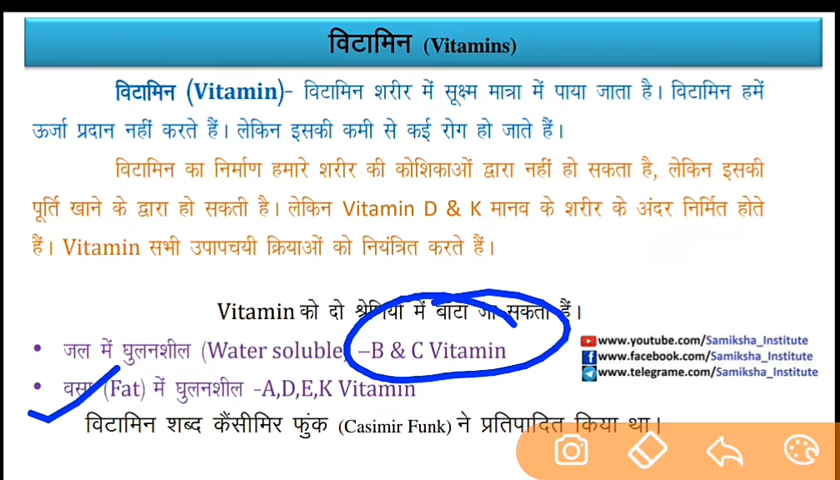 विटामिन (Vitamins)
विटामिन (Vitamin)- विटामिन शरीर में सूक्ष्म मात्रा में पाया जाता है। विटामिन हमें
ऊर्जा प्रदान नहीं करते हैं। लेकिन इसकी कमी से कई रोग हो जाते हैं।
विटामिन का निर्माण हमारे शरीर की कोशिकाओं द्वारा नहीं हो सकता है, लेकिन इसकी
पूर्ति खाने के द्वारा हो सकती है। लेकिन Vitamin D & K मानव के शरीर के अंदर निर्मित होते
हैं। Vitamin सभी उपापचयी क्रियाओं को नियंत्रित करते हैं।
Vitamin को दो श्रेणियों में बाटा जा सकता हैं।
• जल में घुलनशील (Water soluble) –B & C Vitamin
• वसा (Fat) में घुलनशील -A,D,E,K Vitamin
विटामिन शब्द कैंसीमिर फुंक (Casimir Funk) ने प्रतिपादित किया था।
www.youtube.com/Samiksha_Institute
www.facebook.com/Samiksha_Institute
www.telegrame.com/Samiksha_Institute